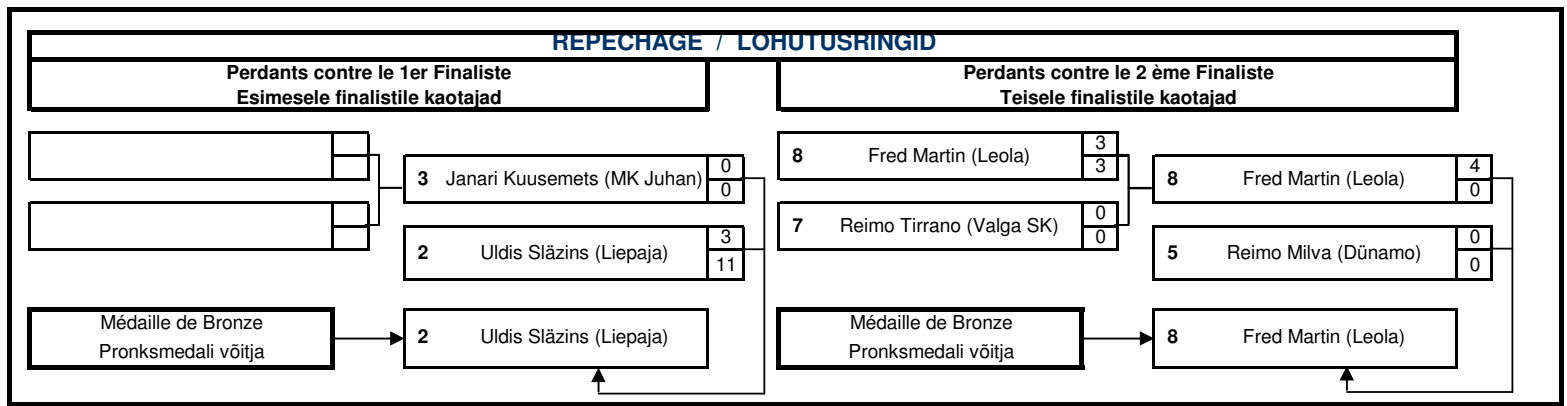 REPECHAGE / LOHUTUSRINGID
Perdants contre le 1er Finaliste
Esimesele finalistile kaotajad
Perdants contre le 2 ème Finaliste
Teisele finalistile kaotajad
3 Janari Kuusemets (MK Juhan) 0
0
2 Uldis Släzins (Liepaja) 3
11
Médaille de Bronze
Pronksmedali võitja
2 Uldis Släzins (Liepaja)
8 Fred Martin (Leola) 3
3
7 Reimo Tirrano (Valga SK) 0
0
8 Fred Martin (Leola) 4
0
5 Reimo Milva (Dünamo) 0
0
Médaille de Bronze
Pronksmedali võitja
8 Fred Martin (Leola)